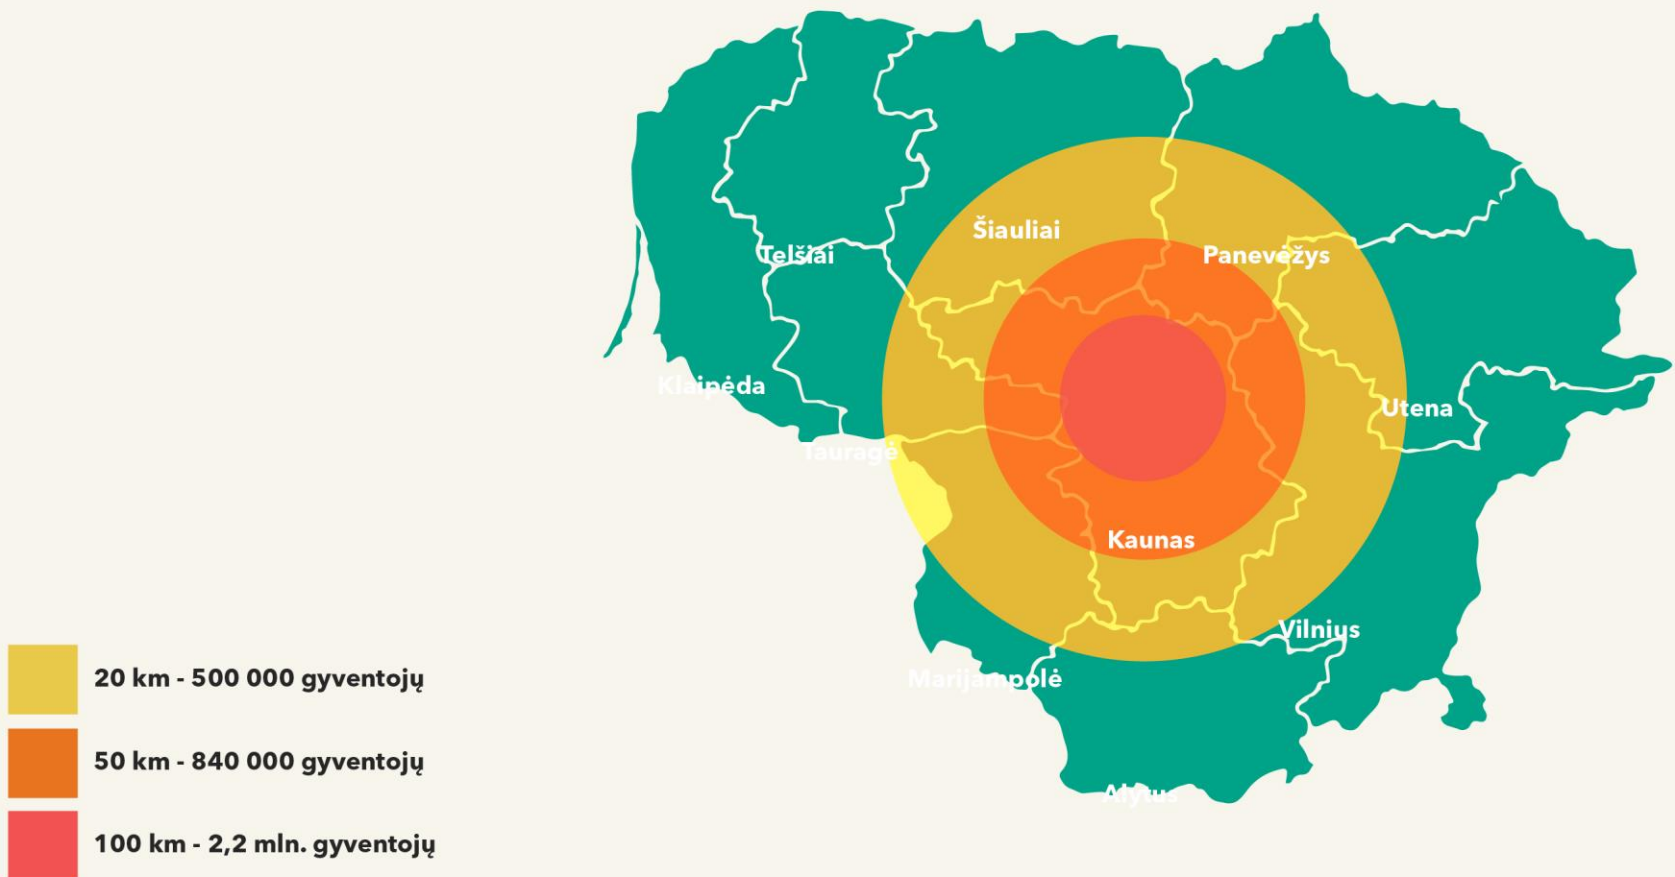 Šiauliai
Telšiai
Panevėžys
Klaipėda
Utena
Tauragė
Kaunas
Vilnius
Marijampolė
Alytus
20 km - 500 000 gyventojų
50 km - 840 000 gyventojų
100 km - 2,2 mln. gyventojų